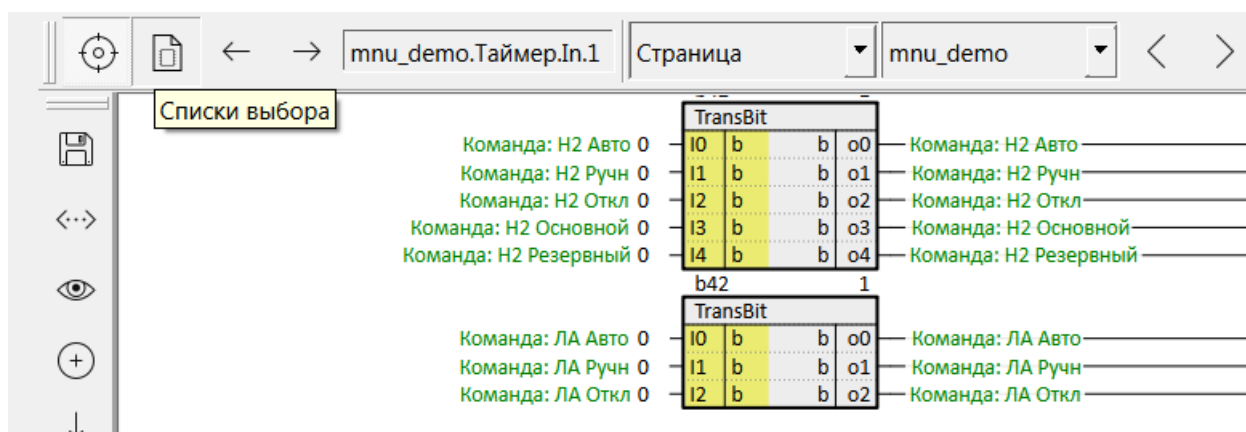 mnu_demo.Таймер.In.1 Страница mnu_demo
Списки выбора
TransBit
Команда: Н2 Авто 0 I0 b b o0 Команда: Н2 Авто
Команда: Н2 Ручн 0 I1 b b o1 Команда: Н2 Ручн
Команда: Н2 Откл 0 I2 b b o2 Команда: Н2 Откл
Команда: Н2 Основной 0 I3 b b o3 Команда: Н2 Основной
Команда: Н2 Резервный 0 I4 b b o4 Команда: Н2 Резервный
b42 1
TransBit
Команда: ЛА Авто 0 I0 b b o0 Команда: ЛА Авто
Команда: ЛА Ручн 0 I1 b b o1 Команда: ЛА Ручн
Команда: ЛА Откл 0 I2 b b o2 Команда: ЛА Откл